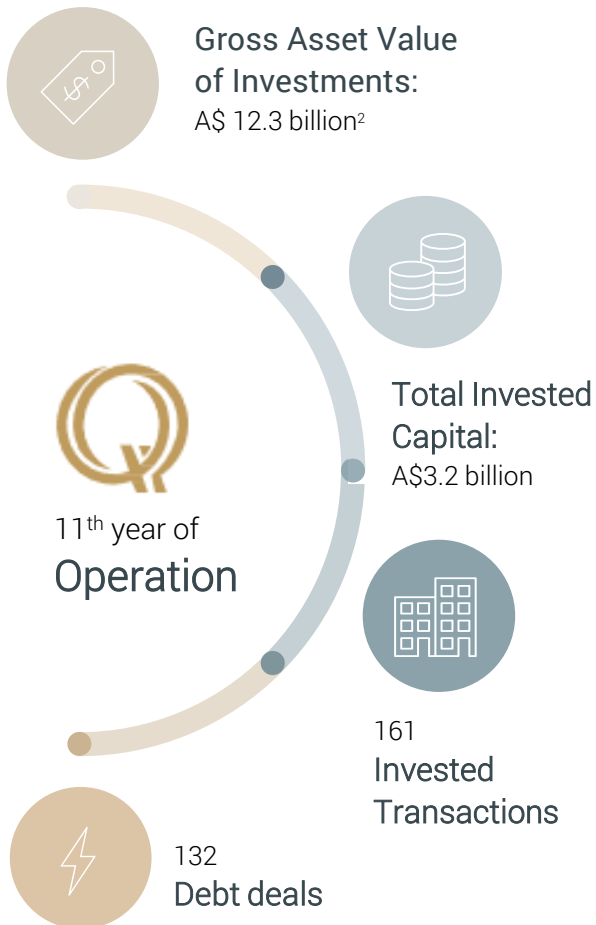 Gross Asset Value
of Investments:
A$ 12.3 billion²
Total Invested
Capital:
A$3.2 billion
11th year of
Operation
161
Invested
Transactions
132
Debt deals